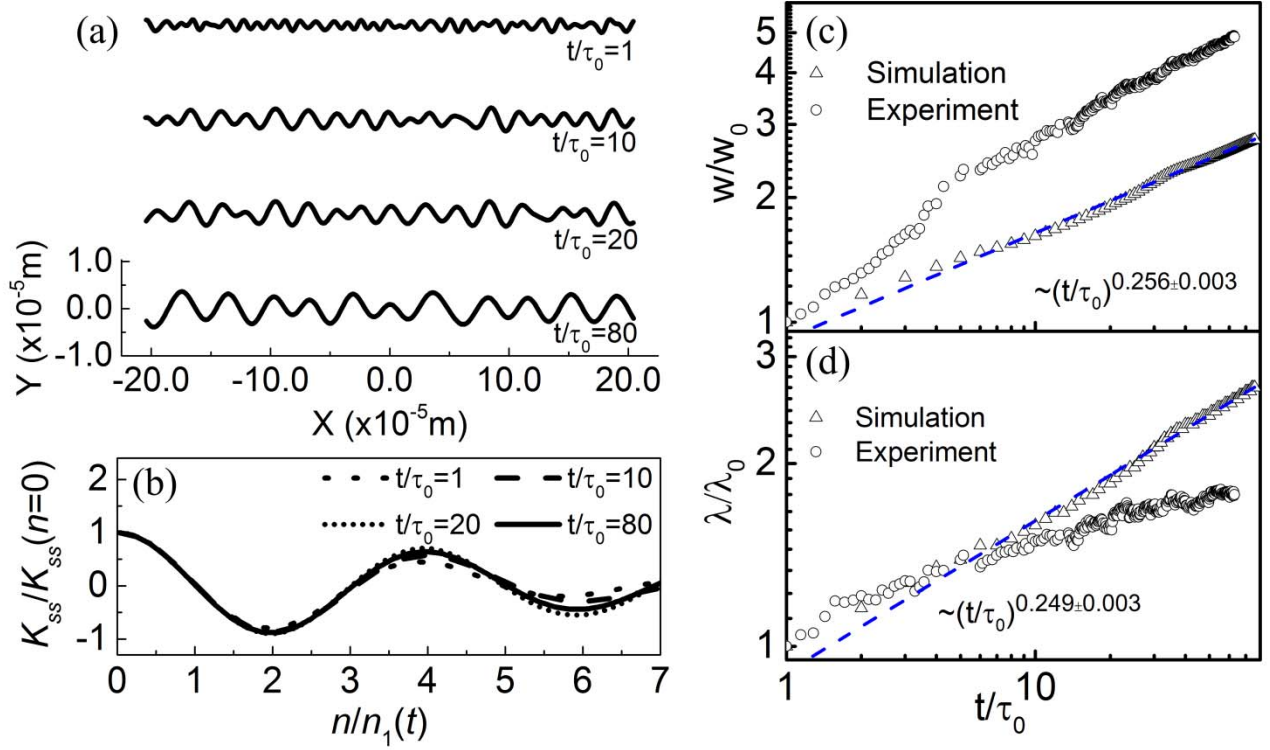 (a)
t/τ₀=1
t/τ₀=10
t/τ₀=20
t/τ₀=80
Y (x10⁻⁵m)
1.0
0.0
-1.0
-20.0 -10.0 0.0 10.0 20.0
X (x10⁻⁵m)
(b)
t/τ₀=1 t/τ₀=10
t/τ₀=20 t/τ₀=80
Kss/Kss(n=0)
2
1
0
-1
0 1 2 3 4 5 6 7
n/n₁(t)
(c)
Simulation
Experiment
w/w₀
5
4
3
2
1
~(t/τ₀)^0.256±0.003
(d)
Simulation
Experiment
λ/λ₀
3
2
1
~(t/τ₀)^0.249±0.003
1 10
t/τ₀